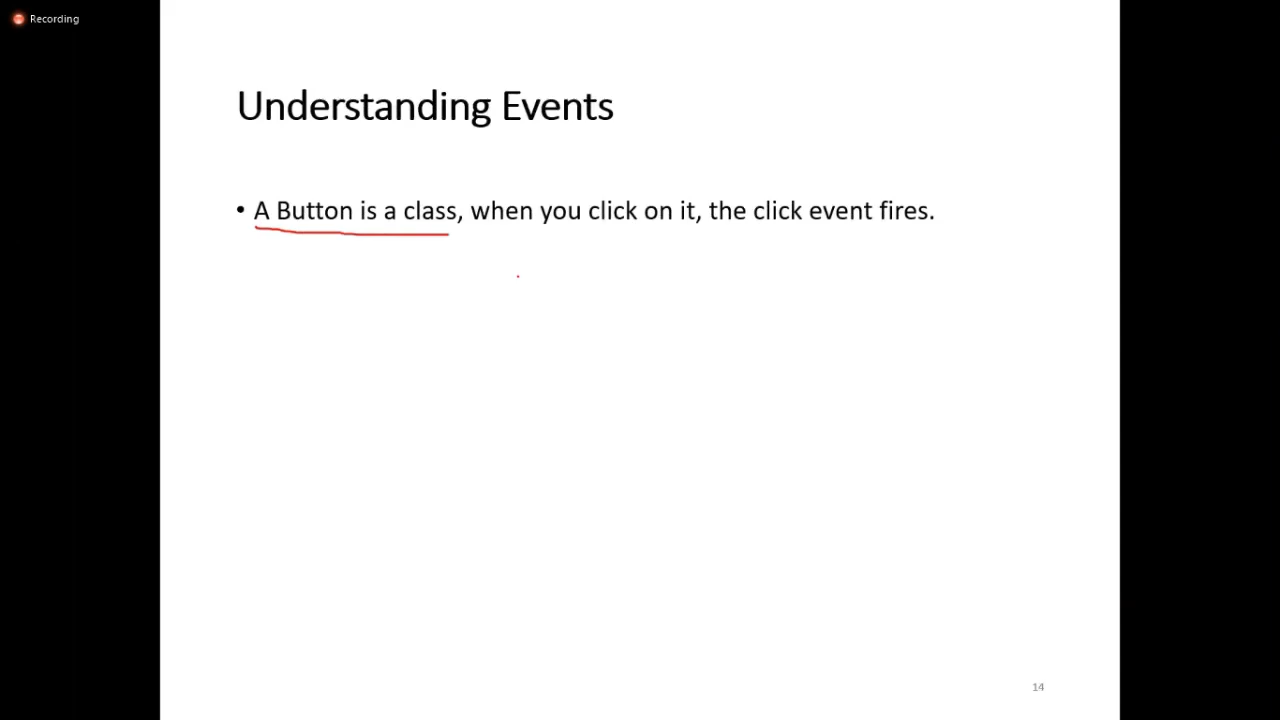 Recording
Understanding Events
• A Button is a class, when you click on it, the click event fires.
14